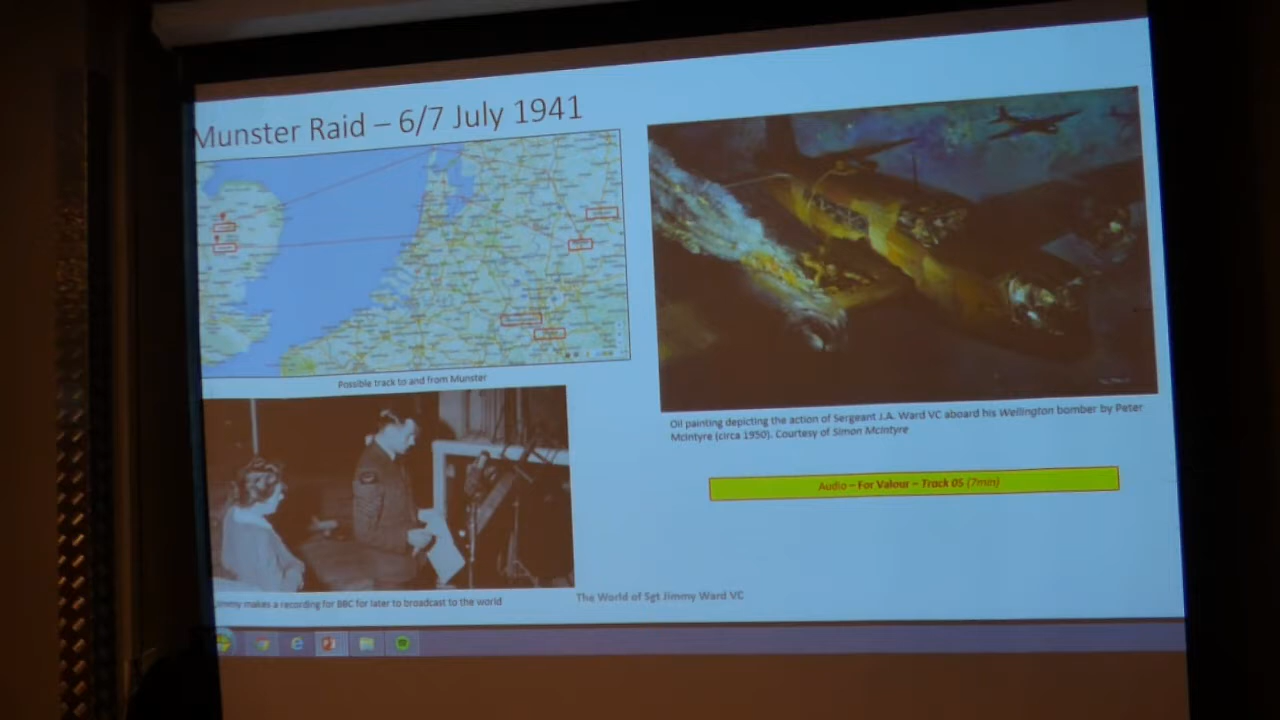 Munster Raid – 6/7 July 1941
Possible track to and from Munster
Oil painting depicting the action of Sergeant J.A. Ward VC aboard his Wellington bomber by Peter
McIntyre (circa 1950). Courtesy of Simon McIntyre
Audio – For Valour – Track 05 (7min)
Jimmy makes a recording for BBC for later to broadcast to the world
The World of Sgt Jimmy Ward VC